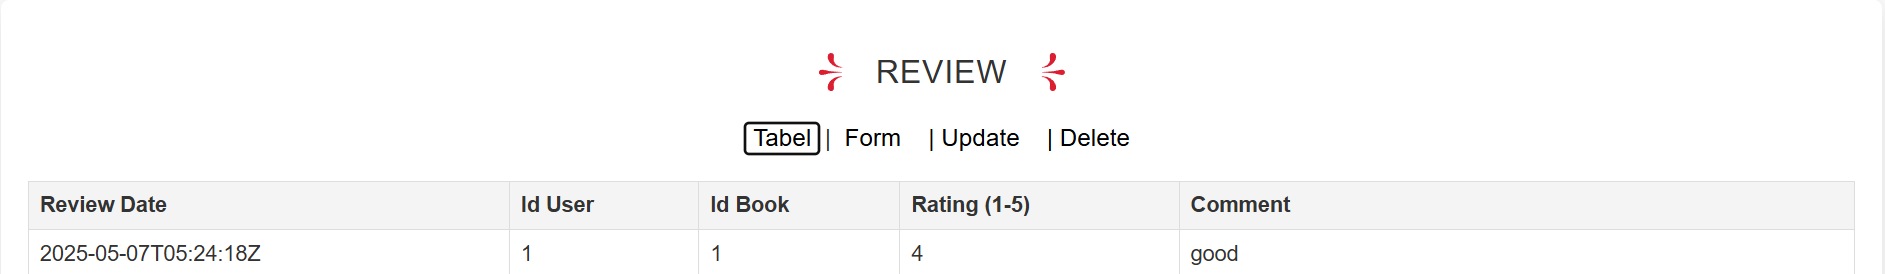 REVIEW
Tabel | Form | Update | Delete
Review Date Id User Id Book Rating (1-5) Comment
2025-05-07T05:24:18Z 1 1 4 good